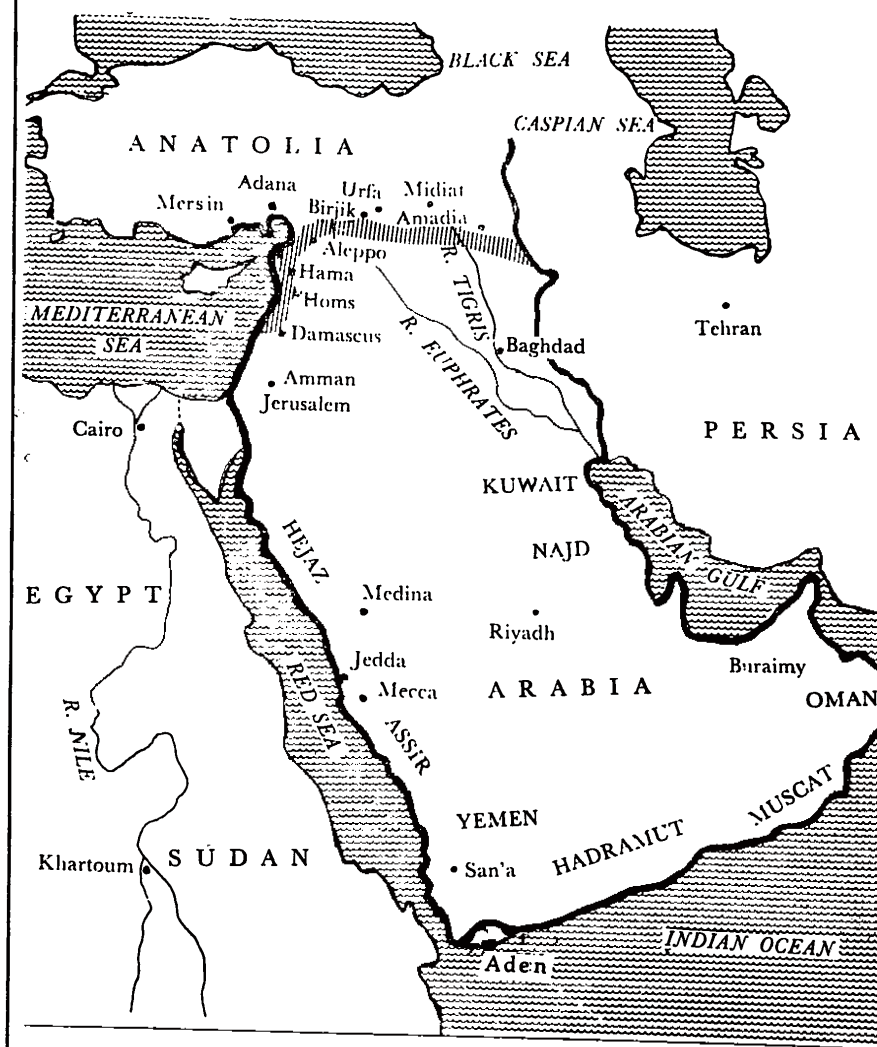 BLACK SEA
CASPIAN SEA
ANATOLIA
Adana
Mersin
Urfa
Midiat
Birjik
Amadia
Aleppo
Hama
Homs
Damascus
MEDITERRANEAN
SEA
R. TIGRIS
R. EUPHRATES
Baghdad
Tehran
Amman
Jerusalem
Cairo
PERSIA
KUWAIT
ARABIAN GULF
HEJAZ
NAJD
EGYPT
Medina
Riyadh
Buraimy
OMAN
Jedda
Mecca
ARABIA
RED SEA
R. NILE
ASSIR
YEMEN
MUSCAT
HADRAMUT
Khartoum
SUDAN
San'a
INDIAN OCEAN
Aden